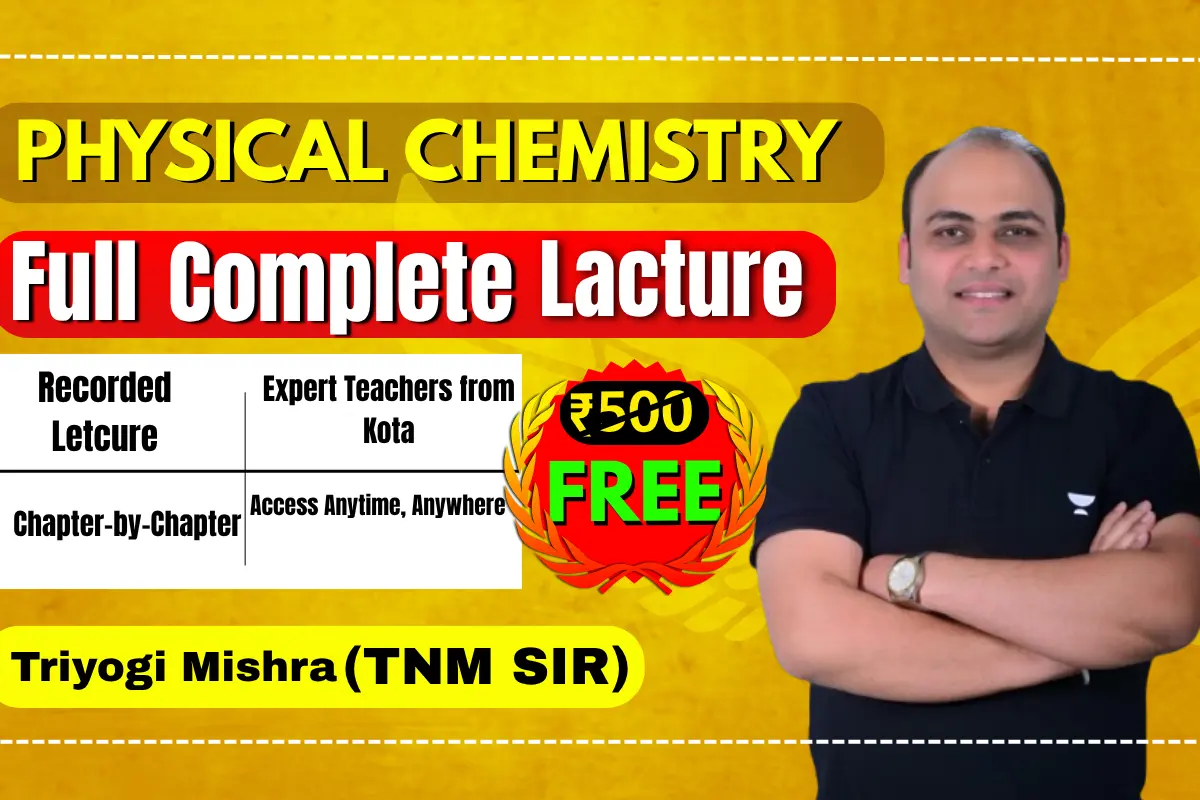 PHYSICAL CHEMISTRY
Full Complete Lacture
Recorded
Letcure
Expert Teachers from
Kota
Chapter-by-Chapter
Access Anytime, Anywhere
₹500
FREE
Triyogi Mishra (TNM SIR)